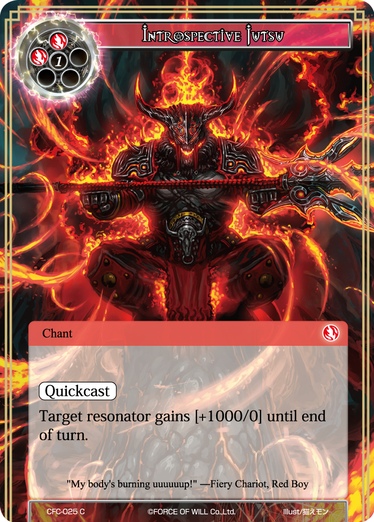 Introspective Jutsu
1
Chant
Quickcast
Target resonator gains [+1000/0] until end
of turn.
"My body's burning uuuuuup!" —Fiery Chariot, Red Boy
CFC-025 C
©FORCE OF WILL Co.,Ltd.
Illust/